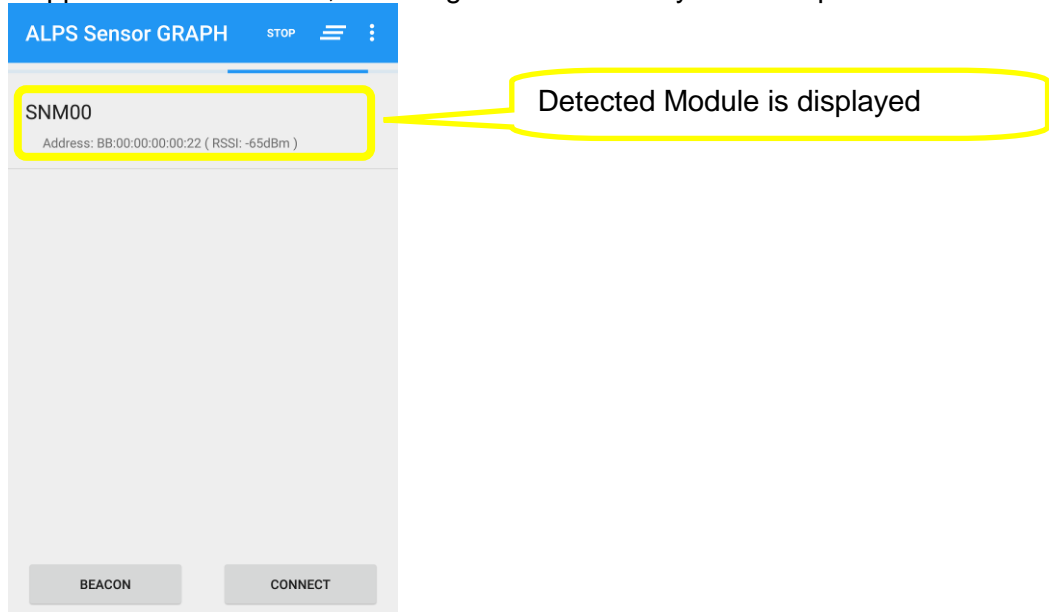 ALPS Sensor GRAPH STOP
SNM00
Address: BB:00:00:00:00:22 ( RSSI: -65dBm )
Detected Module is displayed
BEACON CONNECT